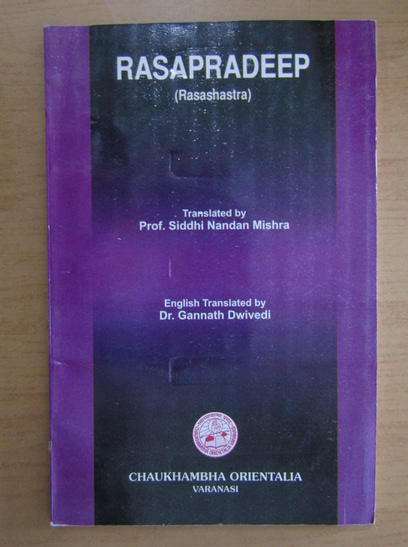 RASAPRADEEP
(Rasashastra)
Translated by
Prof. Siddhi Nandan Mishra
English Translated by
Dr. Gannath Dwivedi
CHAUKHAMBHA ORIENTALIA
VARANASI